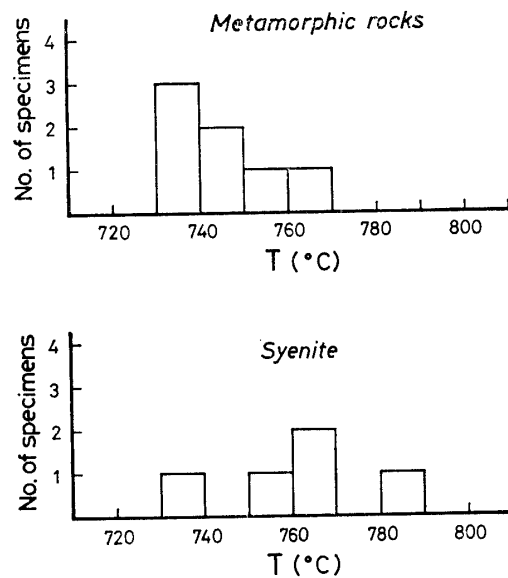 Metamorphic rocks
No. of specimens
4
3
2
1
720 740 760 780 800
T (°C)
Syenite
No. of specimens
4
3
2
1
720 740 760 780 800
T (°C)